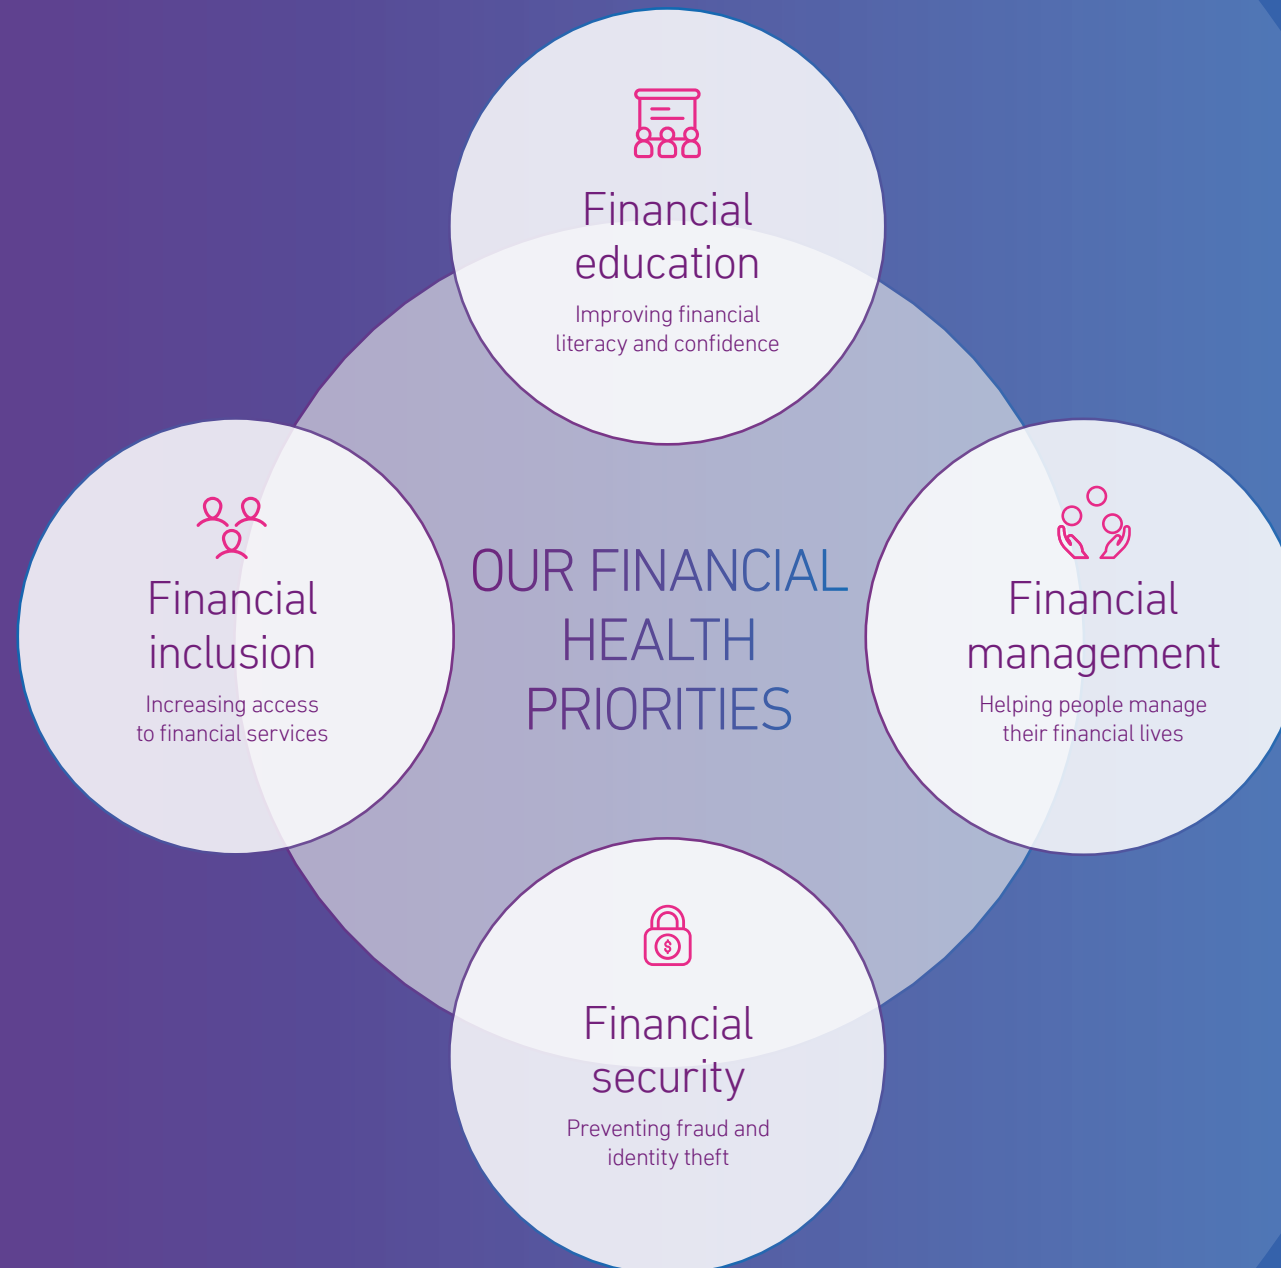 Financial
education
Improving financial
literacy and confidence
Financial
inclusion
Increasing access
to financial services
OUR FINANCIAL
HEALTH
PRIORITIES
Financial
management
Helping people manage
their financial lives
$
Financial
security
Preventing fraud and
identity theft